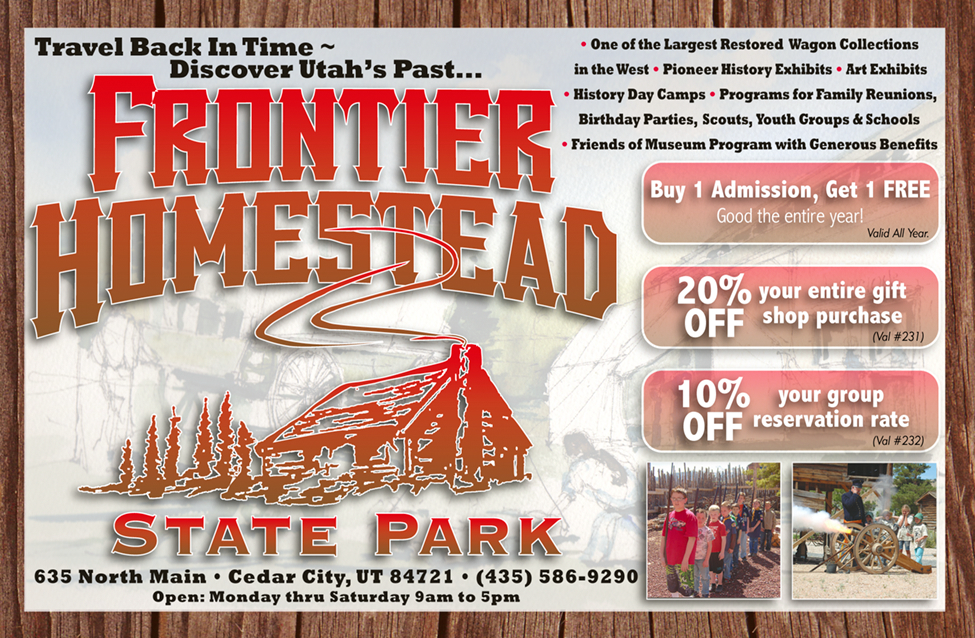 Travel Back In Time ~
Discover Utah's Past...
FRONTIER
HOMESTEAD
STATE PARK
635 North Main • Cedar City, UT 84721 • (435) 586-9290
Open: Monday thru Saturday 9am to 5pm
• One of the Largest Restored Wagon Collections
in the West • Pioneer History Exhibits • Art Exhibits
• History Day Camps • Programs for Family Reunions,
Birthday Parties, Scouts, Youth Groups & Schools
• Friends of Museum Program with Generous Benefits
Buy 1 Admission, Get 1 FREE
Good the entire year!
Valid All Year.
20% OFF your entire gift
shop purchase
(Val #231)
10% OFF your group
reservation rate
(Val #232)